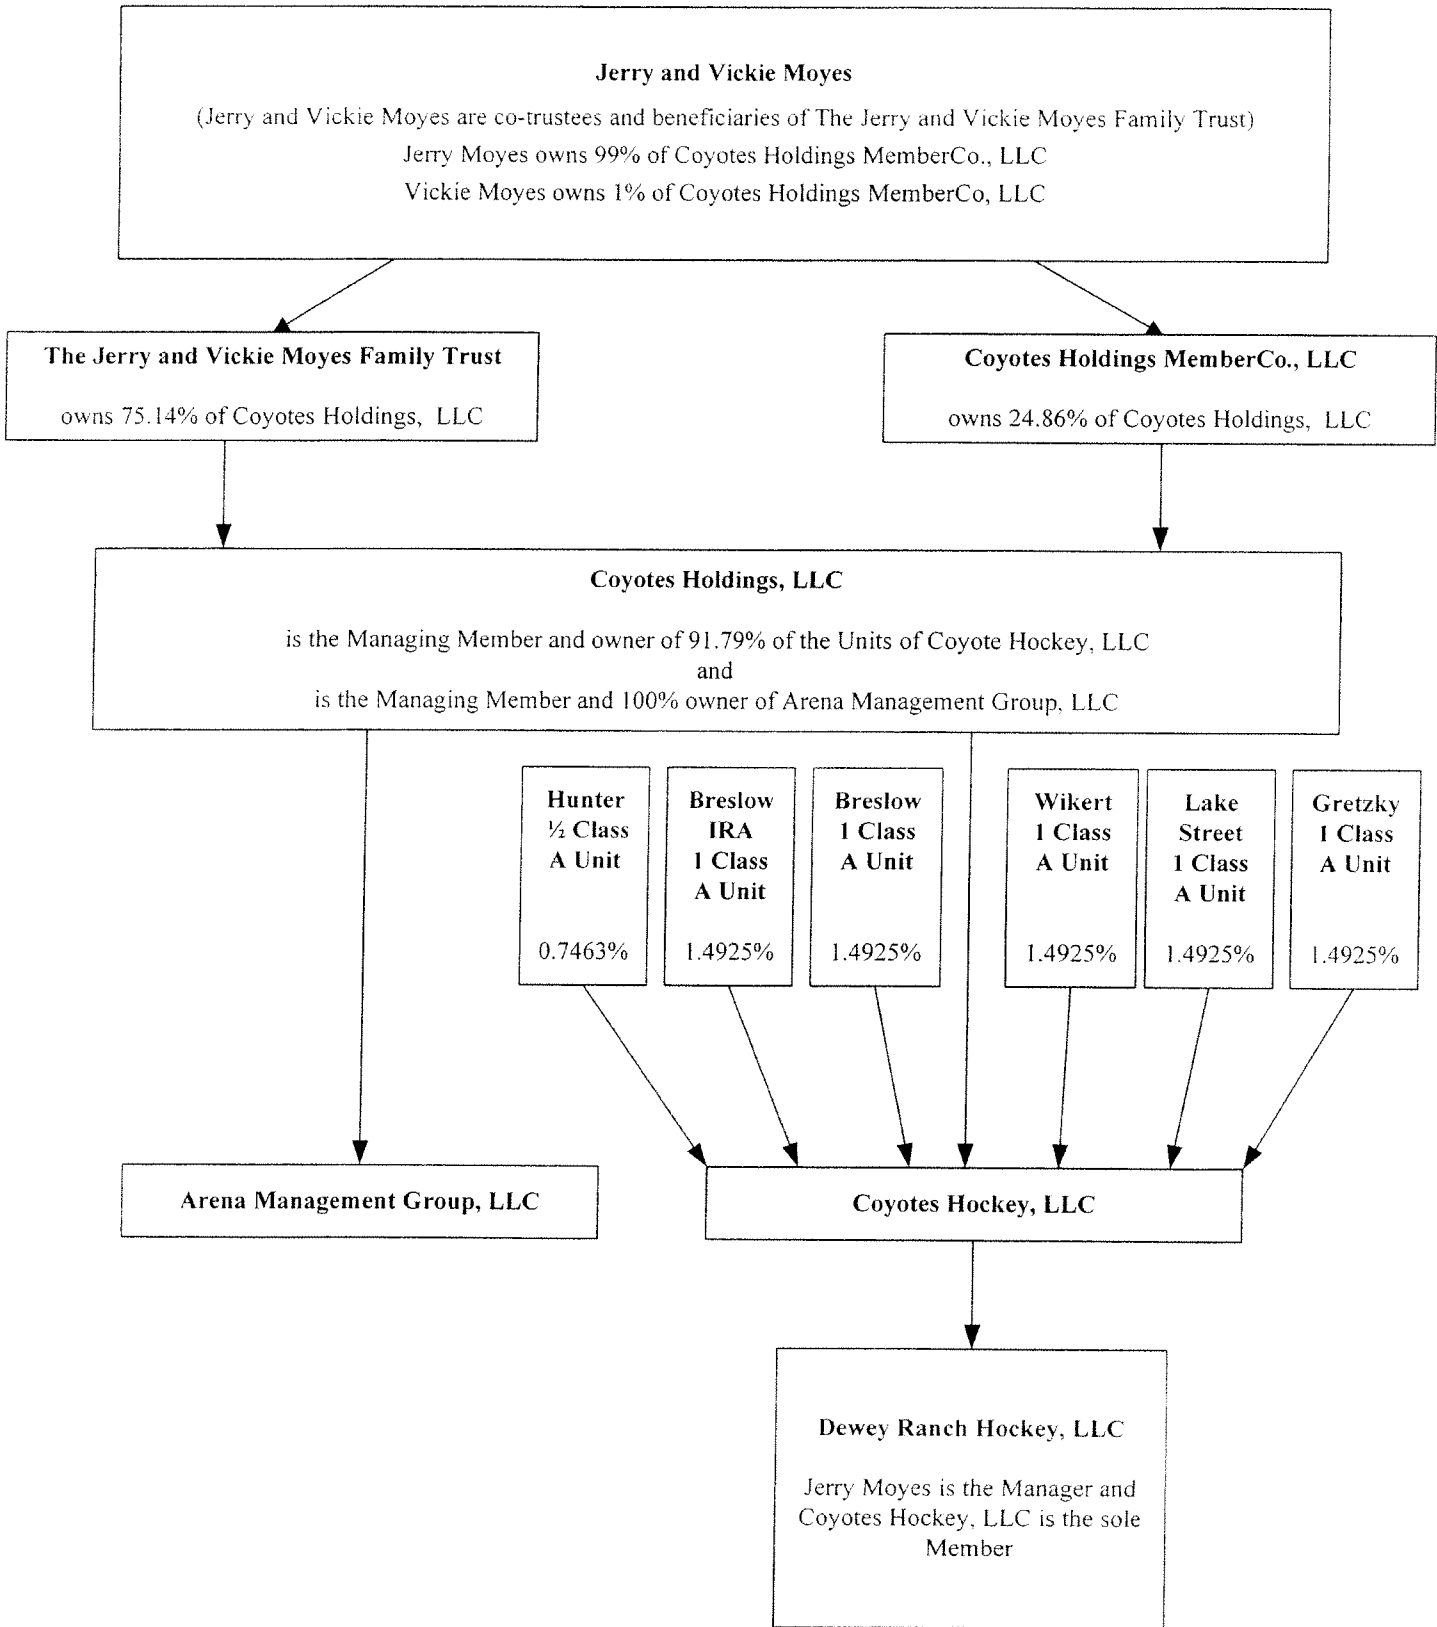 Jerry and Vickie Moyes
(Jerry and Vickie Moyes are co-trustees and beneficiaries of The Jerry and Vickie Moyes Family Trust)
Jerry Moyes owns 99% of Coyotes Holdings MemberCo., LLC
Vickie Moyes owns 1% of Coyotes Holdings MemberCo, LLC
The Jerry and Vickie Moyes Family Trust
owns 75.14% of Coyotes Holdings, LLC
Coyotes Holdings MemberCo., LLC
owns 24.86% of Coyotes Holdings, LLC
Coyotes Holdings, LLC
is the Managing Member and owner of 91.79% of the Units of Coyote Hockey, LLC
and
is the Managing Member and 100% owner of Arena Management Group, LLC
Hunter
½ Class
A Unit
0.7463%
Breslow
IRA
1 Class
A Unit
1.4925%
Breslow
1 Class
A Unit
1.4925%
Wikert
1 Class
A Unit
1.4925%
Lake
Street
1 Class
A Unit
1.4925%
Gretzky
1 Class
A Unit
1.4925%
Arena Management Group, LLC
Coyotes Hockey, LLC
Dewey Ranch Hockey, LLC
Jerry Moyes is the Manager and
Coyotes Hockey, LLC is the sole
Member